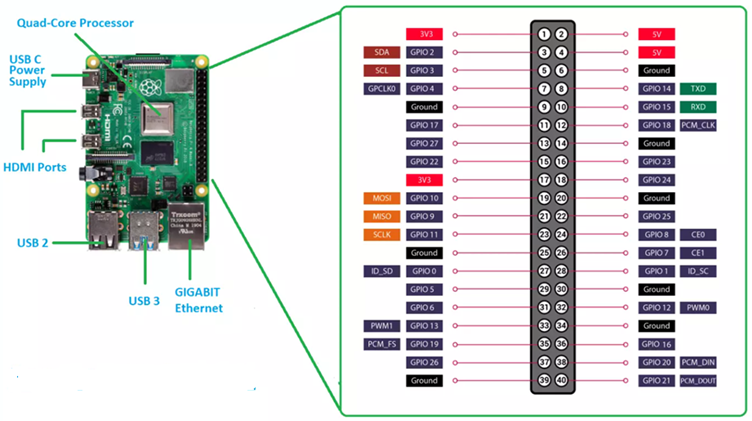 Quad-Core Processor
USB C
Power
Supply
HDMI Ports
HDMI
Trxcom
USB 2
USB 3
GIGABIT
Ethernet
3V3 1 2 5V
SDA GPIO 2 3 4 5V
SCL GPIO 3 5 6 Ground
GPCLK0 GPIO 4 7 8 GPIO 14 TXD
Ground 9 10 GPIO 15 RXD
GPIO 17 11 12 GPIO 18 PCM_CLK
GPIO 27 13 14 Ground
GPIO 22 15 16 GPIO 23
3V3 17 18 GPIO 24
MOSI GPIO 10 19 20 Ground
MISO GPIO 9 21 22 GPIO 25
SCLK GPIO 11 23 24 GPIO 8 CE0
Ground 25 26 GPIO 7 CE1
ID_SD GPIO 0 27 28 GPIO 1 ID_SC
GPIO 5 29 30 Ground
GPIO 6 31 32 GPIO 12 PWM0
PWM1 GPIO 13 33 34 Ground
PCM_FS GPIO 19 35 36 GPIO 16
GPIO 26 37 38 GPIO 20 PCM_DIN
Ground 39 40 GPIO 21 PCM_DOUT